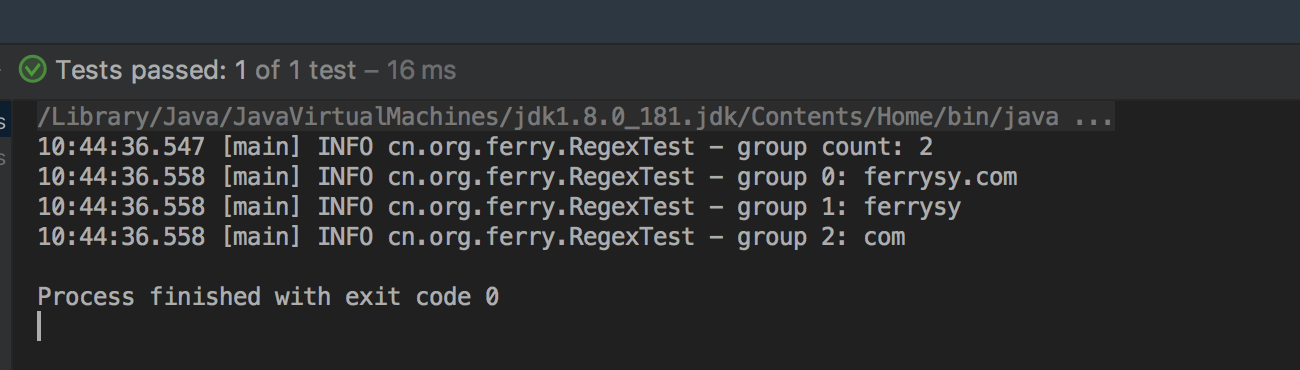 Tests passed: 1 of 1 test – 16 ms
/Library/Java/JavaVirtualMachines/jdk1.8.0_181.jdk/Contents/Home/bin/java ...
10:44:36.547 [main] INFO cn.org.ferry.RegexTest - group count: 2
10:44:36.558 [main] INFO cn.org.ferry.RegexTest - group 0: ferrysy.com
10:44:36.558 [main] INFO cn.org.ferry.RegexTest - group 1: ferrysy
10:44:36.558 [main] INFO cn.org.ferry.RegexTest - group 2: com
Process finished with exit code 0